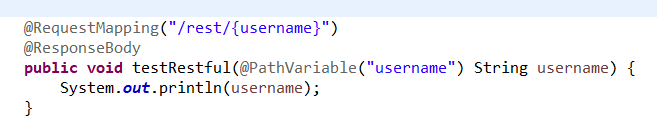 @RequestMapping("/rest/{username}")
@ResponseBody
public void testRestful(@PathVariable("username") String username) {
    System.out.println(username);
}